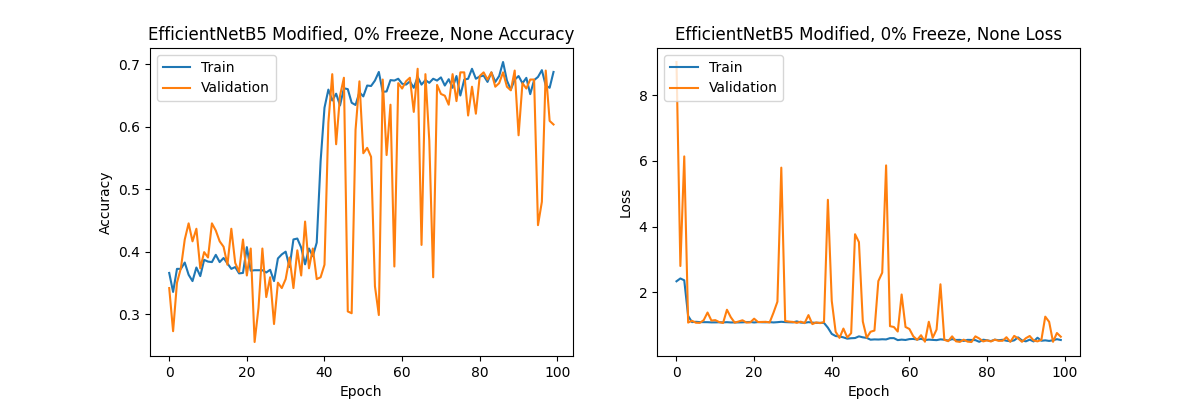 EfficientNetB5 Modified, 0% Freeze, None Accuracy
Train
Validation
0.7
0.6
0.5
0.4
0.3
Accuracy
0
20
40
60
80
100
Epoch
EfficientNetB5 Modified, 0% Freeze, None Loss
Train
Validation
8
6
4
2
Loss
0
20
40
60
80
100
Epoch